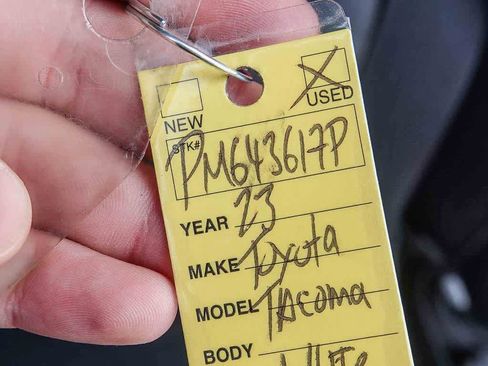 NEW USED
STK# PM643617P
YEAR 23
MAKE Toyota
MODEL TAcoma
BODY